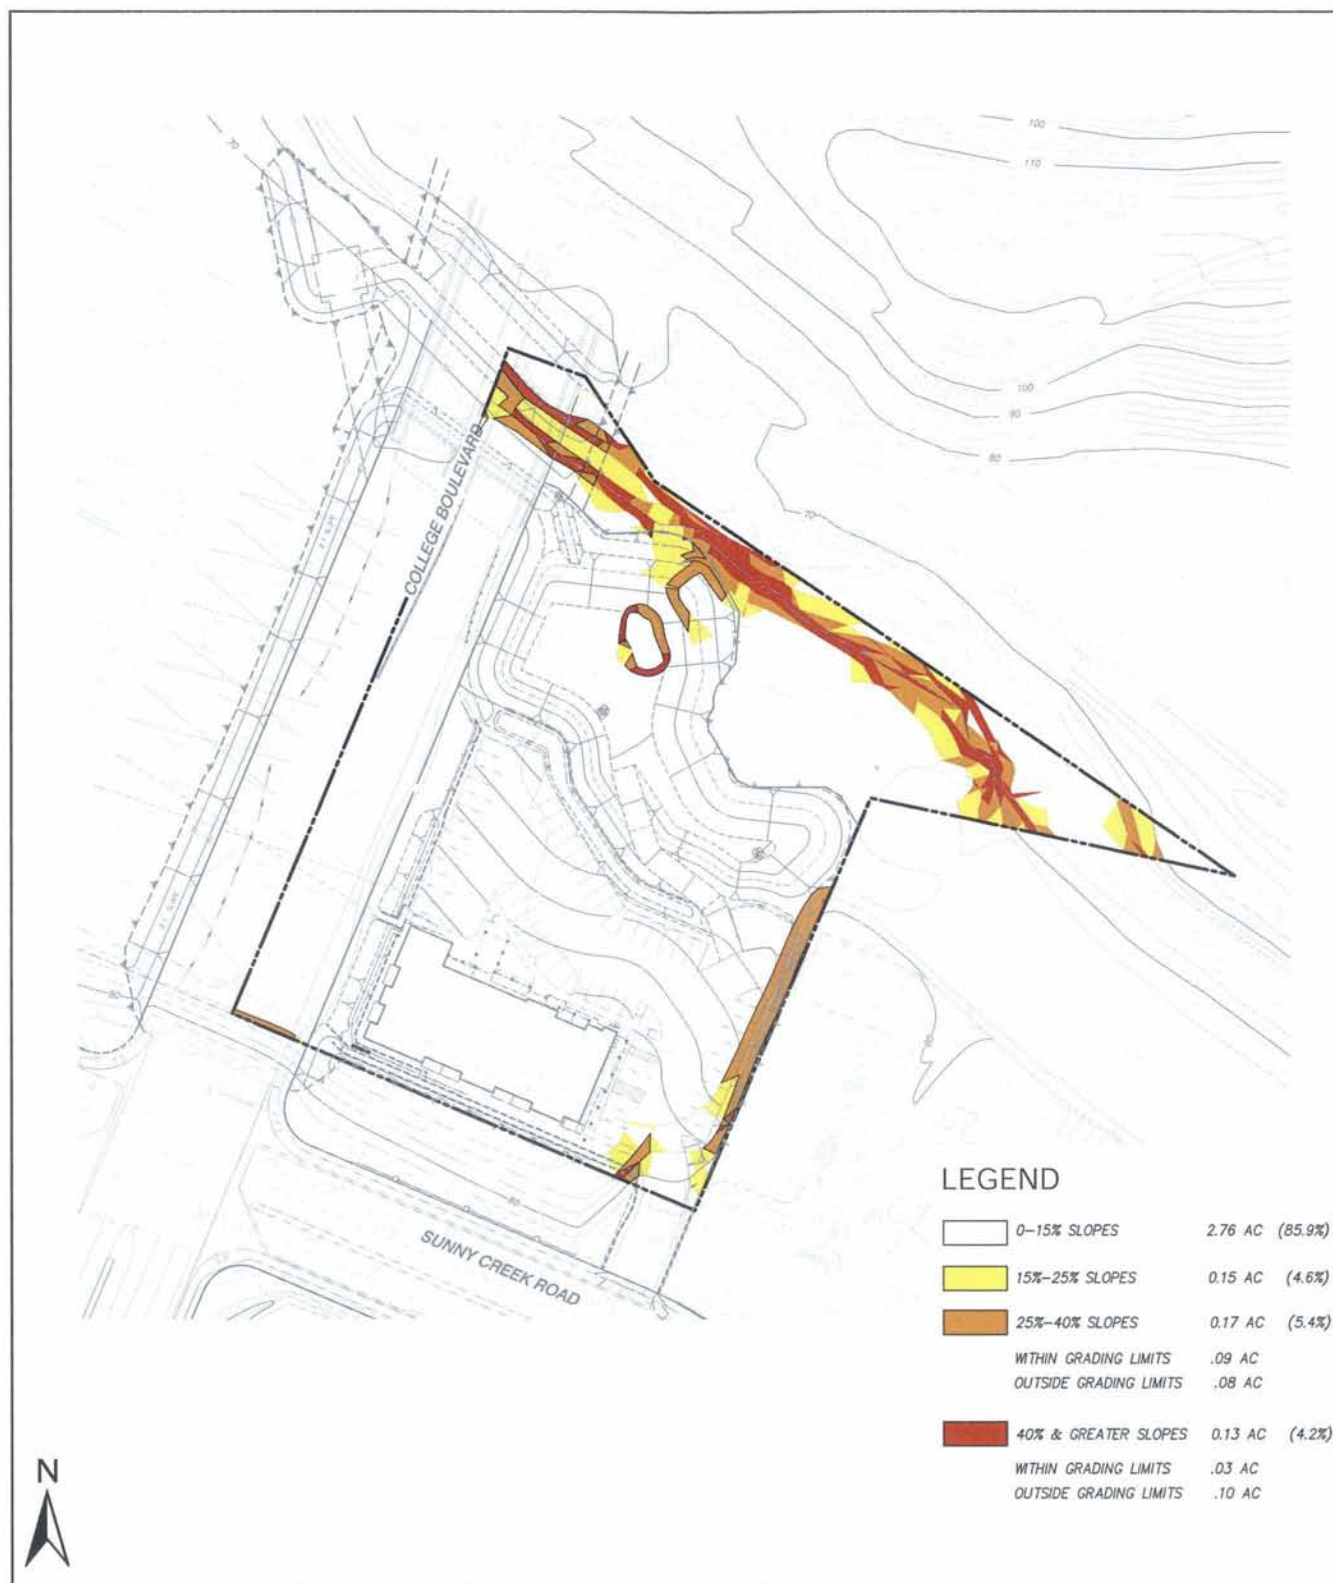 100
110
70
100
90
80
70
COLLEGE BOULEVARD
80
SUNNY CREEK ROAD
LEGEND
0-15% SLOPES 2.76 AC (85.9%)
15%-25% SLOPES 0.15 AC (4.6%)
25%-40% SLOPES 0.17 AC (5.4%)
WITHIN GRADING LIMITS .09 AC
OUTSIDE GRADING LIMITS .08 AC
40% & GREATER SLOPES 0.13 AC (4.2%)
WITHIN GRADING LIMITS .03 AC
OUTSIDE GRADING LIMITS .10 AC
N